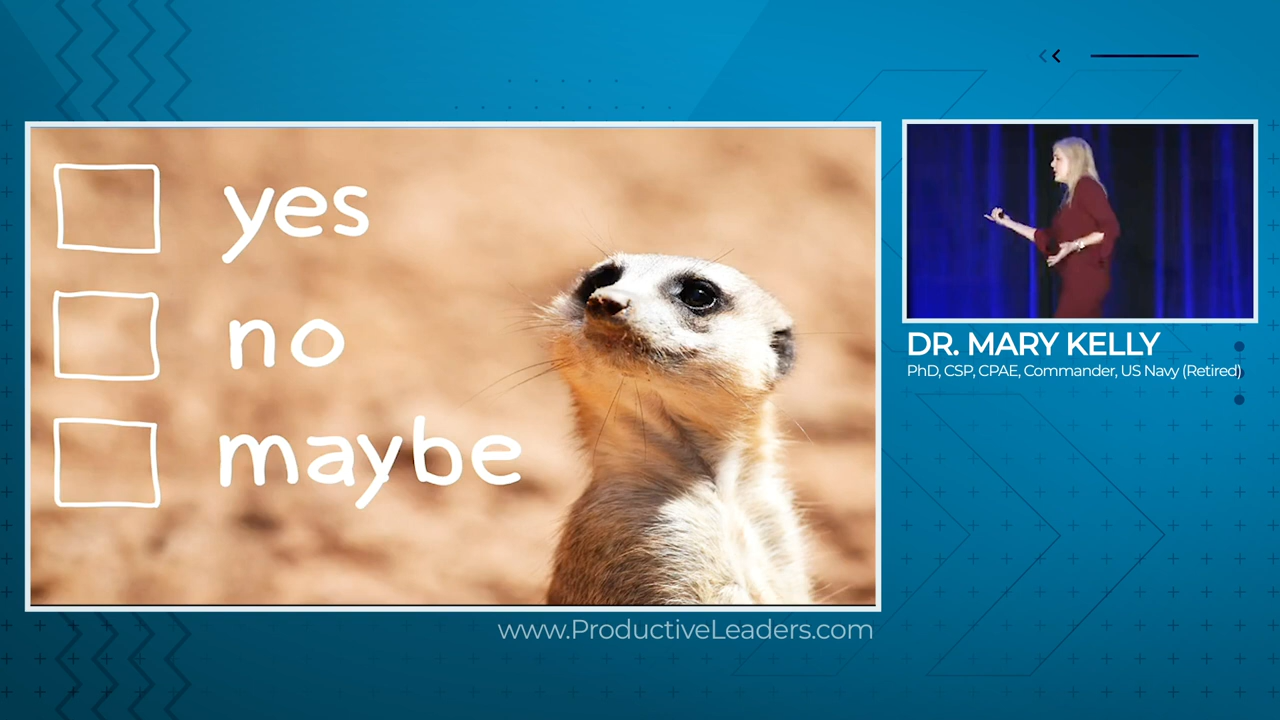 yes
no
maybe
DR. MARY KELLY
PhD, CSP, CPAE, Commander, US Navy (Retired)
www.ProductiveLeaders.com